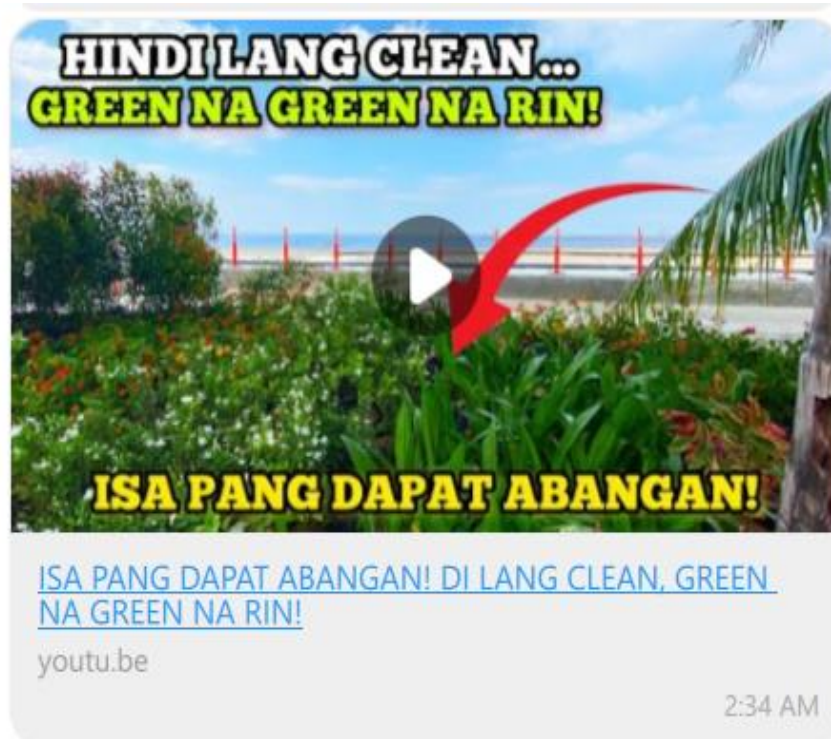 HINDI LANG CLEAN...
GREEN NA GREEN NA RIN!
ISA PANG DAPAT ABANGAN!
ISA PANG DAPAT ABANGAN! DI LANG CLEAN, GREEN
NA GREEN NA RIN!
youtu.be
2:34 AM